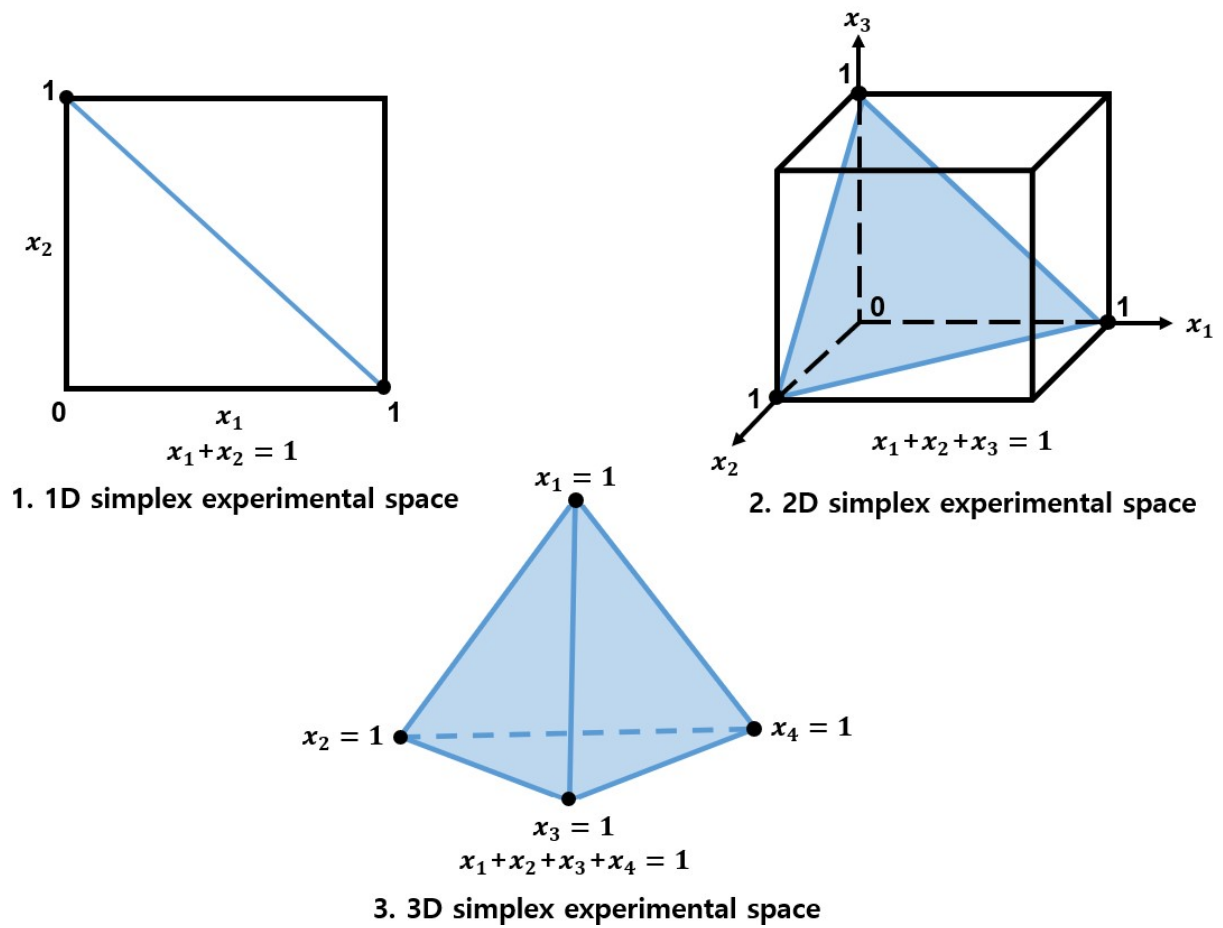 1
x₂
0
x₁
1
x₁+x₂ = 1
1. 1D simplex experimental space
x₃
1
0
1
x₁
1
x₂
x₁+x₂+x₃ = 1
2. 2D simplex experimental space
x₁ = 1
x₂ = 1
x₄ = 1
x₃ = 1
x₁+x₂+x₃+x₄ = 1
3. 3D simplex experimental space